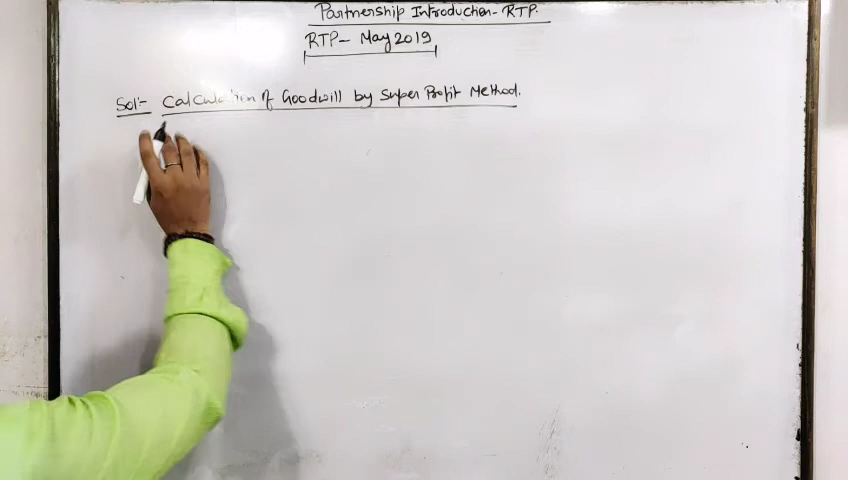 Partnership Introduction - RTP.
RTP - May 2019
Sol:- Calculation of Goodwill by Super Profit Method.